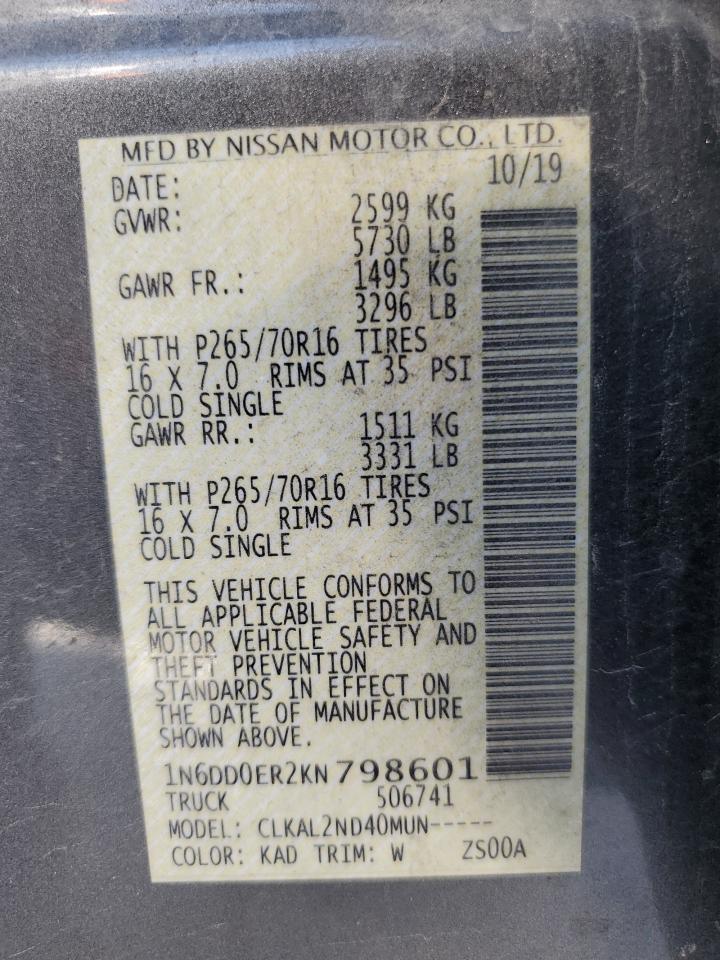 MFD BY NISSAN MOTOR CO., LTD.
DATE: 10/19
GVWR: 2599 KG
5730 LB
GAWR FR.: 1495 KG
3296 LB
WITH P265/70R16 TIRES
16 X 7.0 RIMS AT 35 PSI
COLD SINGLE
GAWR RR.: 1511 KG
3331 LB
WITH P265/70R16 TIRES
16 X 7.0 RIMS AT 35 PSI
COLD SINGLE
THIS VEHICLE CONFORMS TO
ALL APPLICABLE FEDERAL
MOTOR VEHICLE SAFETY AND
THEFT PREVENTION
STANDARDS IN EFFECT ON
THE DATE OF MANUFACTURE
SHOWN ABOVE.
1N6DD0ER2KN798601
TRUCK 506741
MODEL: CLKAL2ND40MUN-----
COLOR: KAD TRIM: W ZS00A